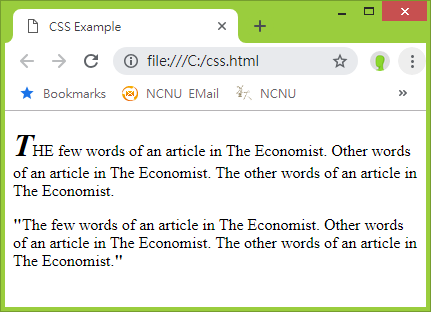 CSS Example
file:///C:/css.html
Bookmarks NCNU EMail NCNU »
THE few words of an article in The Economist. Other words
of an article in The Economist. The other words of an article in
The Economist.
"The few words of an article in The Economist. Other words
of an article in The Economist. The other words of an article in
The Economist."